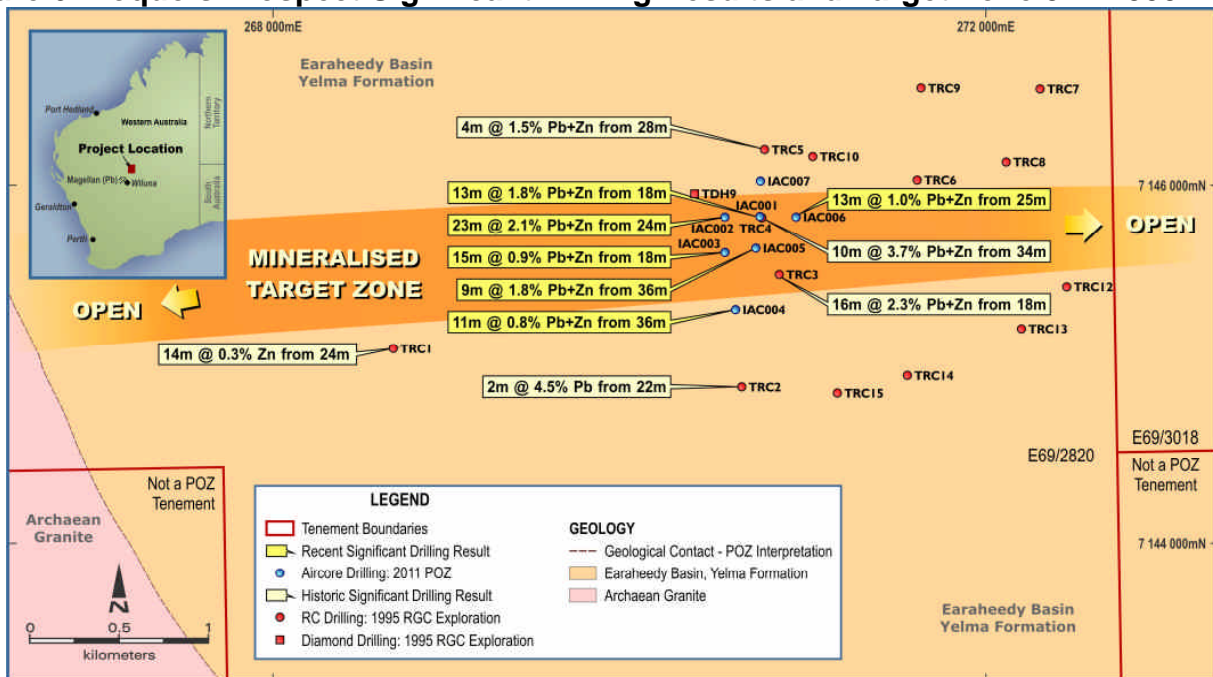 Prospect Significant Drilling Results and Target Zone
268 000mE
272 000mE
Earaheedy Basin
Yelma Formation
Port Hedland
Western Australia
Northern
Territory
Project Location
Magellan (Pb)
Wiluna
South
Australia
Geraldton
Perth
TRC9
TRC7
4m @ 1.5% Pb+Zn from 28m
TRC5
TRC10
TRC8
IAC007
TRC6
7 146 000mN
13m @ 1.8% Pb+Zn from 18m
TDH9
IAC001
13m @ 1.0% Pb+Zn from 25m
23m @ 2.1% Pb+Zn from 24m
IAC002
TRC4
IAC006
OPEN
15m @ 0.9% Pb+Zn from 18m
IAC003
IAC005
10m @ 3.7% Pb+Zn from 34m
MINERALISED
TARGET ZONE
9m @ 1.8% Pb+Zn from 36m
TRC3
TRC12
OPEN
11m @ 0.8% Pb+Zn from 36m
IAC004
16m @ 2.3% Pb+Zn from 18m
TRC13
14m @ 0.3% Zn from 24m
TRC1
2m @ 4.5% Pb from 22m
TRC2
TRC15
TRC14
E69/3018
E69/2820
Not a POZ
Tenement
Not a POZ
Tenement
Archaean
Granite
7 144 000mN
Earaheedy Basin
Yelma Formation
N
0
0.5
1
kilometers
LEGEND
Tenement Boundaries
Recent Significant Drilling Result
Aircore Drilling: 2011 POZ
Historic Significant Drilling Result
RC Drilling: 1995 RGC Exploration
Diamond Drilling: 1995 RGC Exploration
GEOLOGY
Geological Contact - POZ Interpretation
Earaheedy Basin, Yelma Formation
Archaean Granite